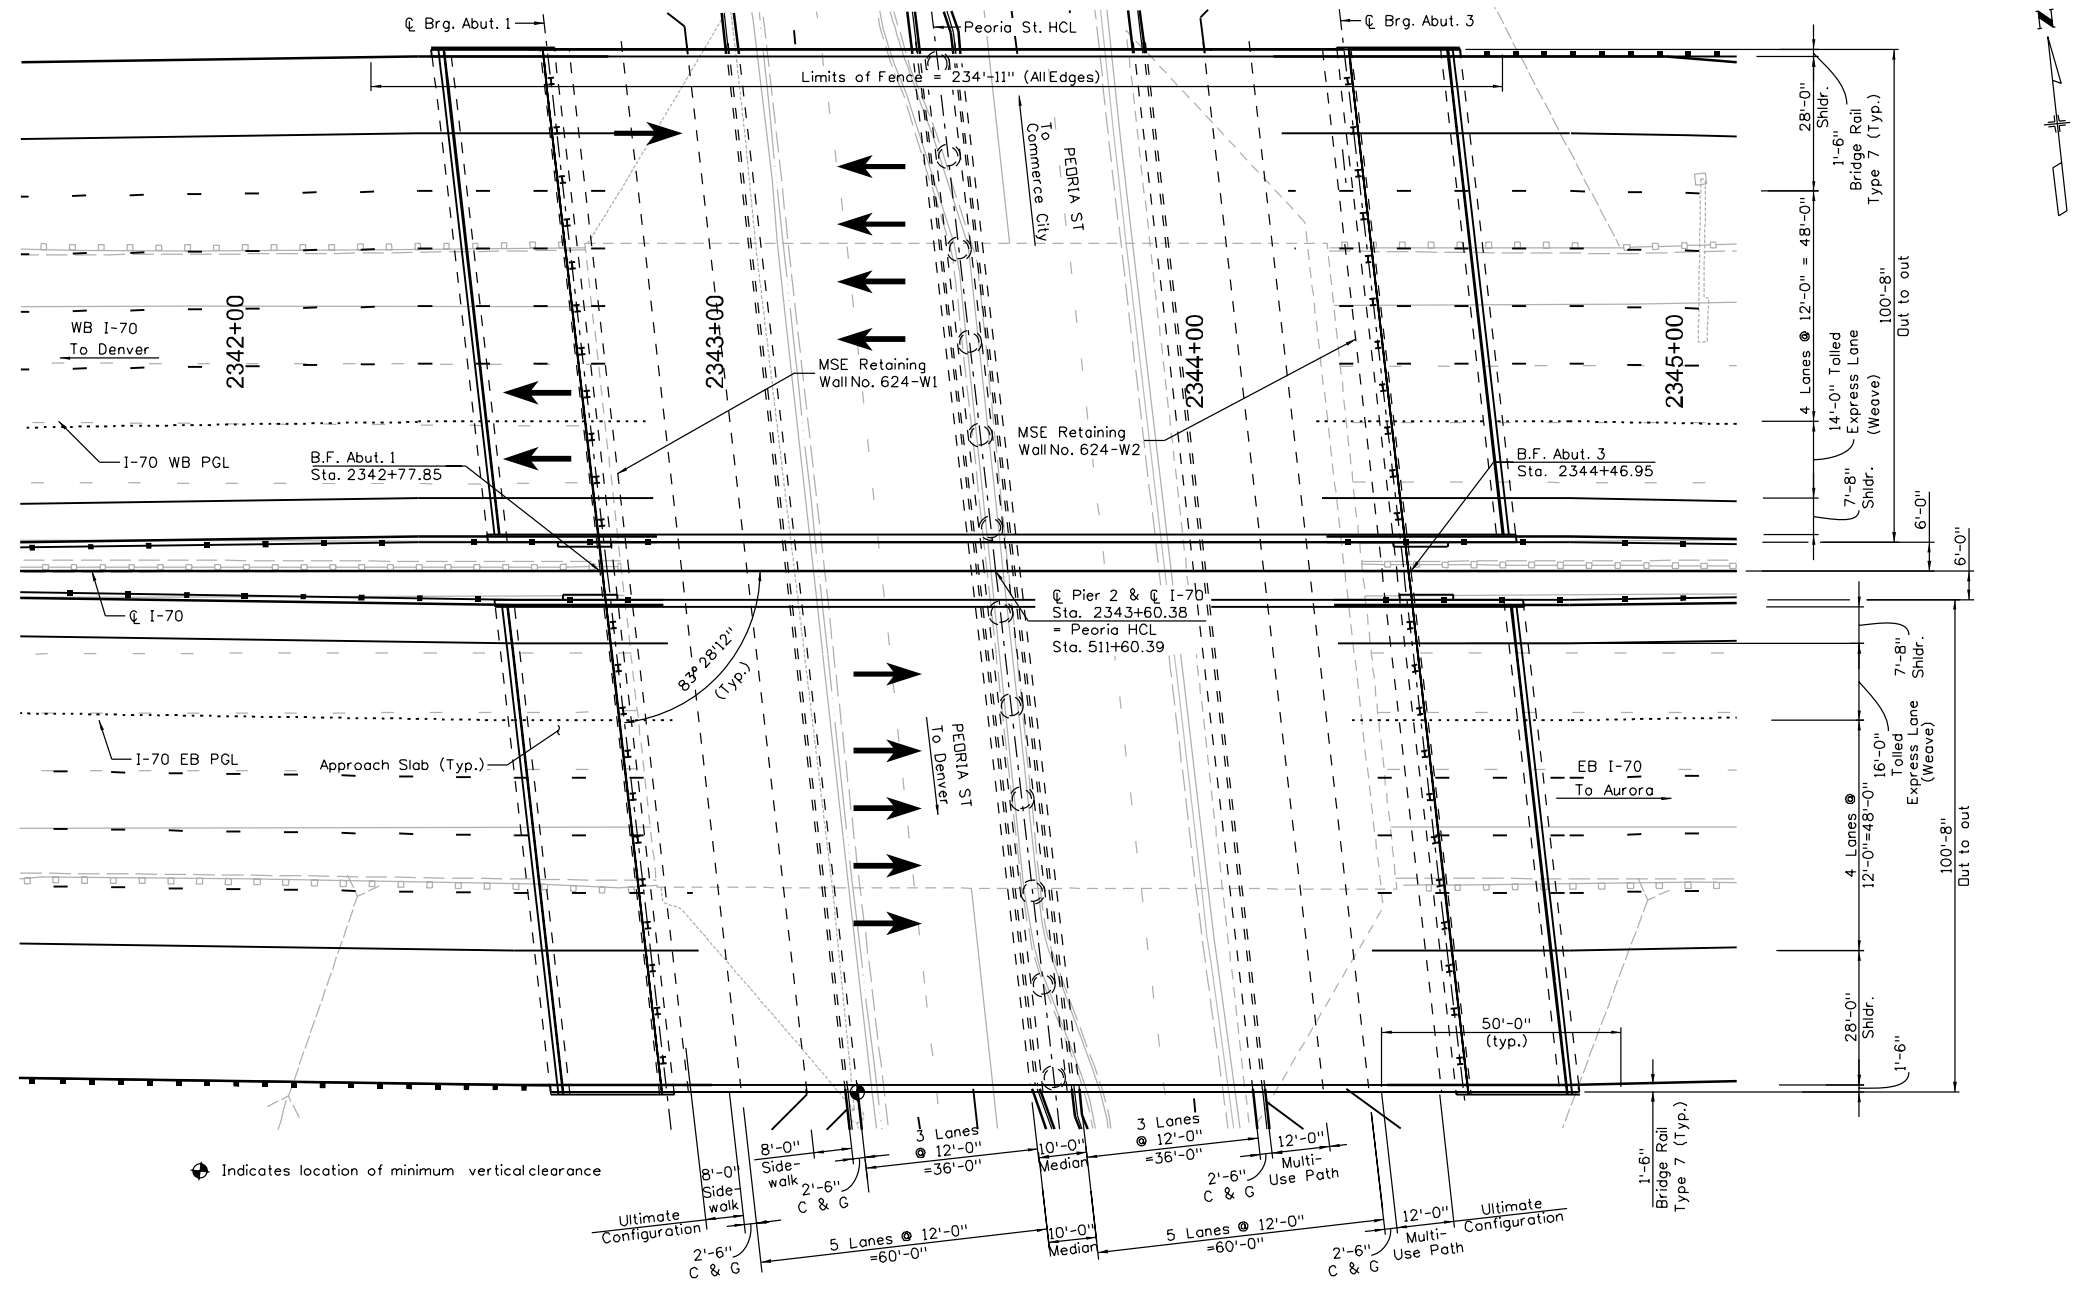 ℄ Brg. Abut. 1
Peoria St. HCL
℄ Brg. Abut. 3
N
Limits of Fence = 234'-11" (All Edges)
To
Commerce City
PEORIA ST
28'-0"
Shldr.
1'-6"
Bridge Rail
Type 7 (Typ.)
4 Lanes @ 12'-0" = 48'-0"
100'-8"
Out to out
14'-0" Tolled
Express Lane
(Weave)
7'-8"
Shldr.
6'-0"
6'-0"
WB I-70
To Denver
2342+00
2343+00
2344+00
2345+00
MSE Retaining
Wall No. 624-W1
MSE Retaining
Wall No. 624-W2
I-70 WB PGL
B.F. Abut. 1
Sta. 2342+77.85
B.F. Abut. 3
Sta. 2344+46.95
℄ I-70
℄ Pier 2 & ℄ I-70
Sta. 2343+60.38
= Peoria HCL
Sta. 511+60.39
83° 28'12"
(Typ.)
I-70 EB PGL
Approach Slab (Typ.)
PEORIA ST
To Denver
EB I-70
To Aurora
7'-8"
Shldr.
16'-0"
Tolled
Express Lane
(Weave)
4 Lanes @
12'-0"=48'-0"
100'-8"
Out to out
28'-0"
Shldr.
1'-6"
50'-0"
(typ.)
1'-6"
Bridge Rail
Type 7 (Typ.)
Indicates location of minimum vertical clearance
8'-0"
Side-
walk
8'-0"
Side-
walk
2'-6"
C & G
3 Lanes
@ 12'-0"
=36'-0"
10'-0"
Median
3 Lanes
@ 12'-0"
=36'-0"
2'-6"
C & G
12'-0"
Multi-
Use Path
Ultimate
Configuration
2'-6"
C & G
5 Lanes @ 12'-0"
=60'-0"
10'-0"
Median
5 Lanes @ 12'-0"
=60'-0"
2'-6"
C & G
12'-0"
Multi-
Use Path
Ultimate
Configuration